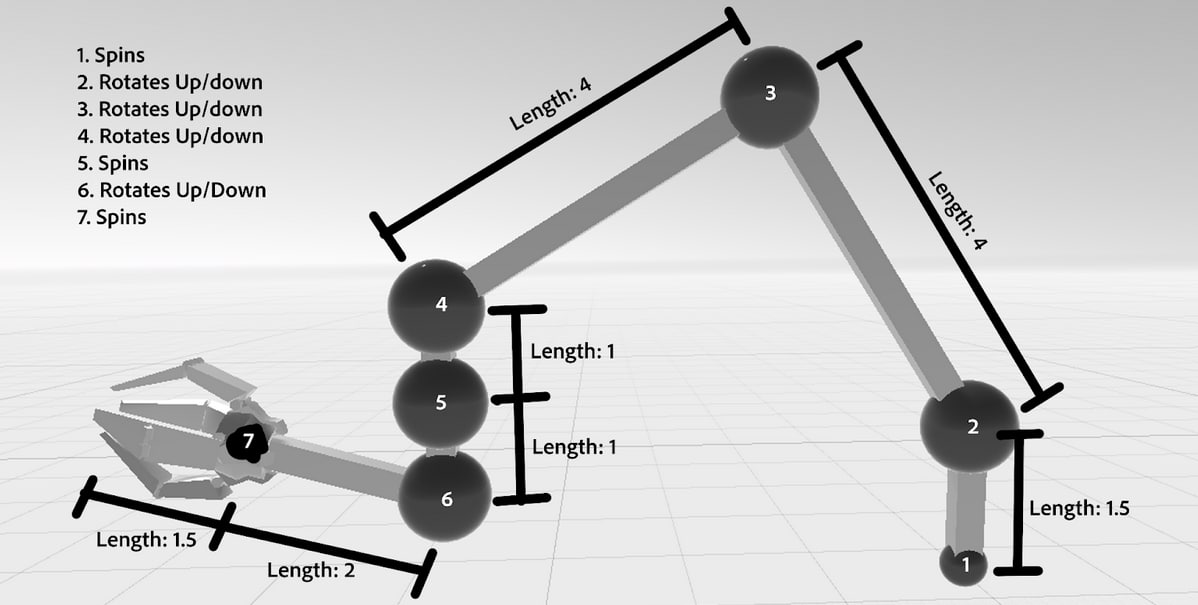 1. Spins
2. Rotates Up/down
3. Rotates Up/down
4. Rotates Up/down
5. Spins
6. Rotates Up/Down
7. Spins
Length: 4
3
Length: 4
4
Length: 1
5
2
7
Length: 1
6
Length: 1.5
Length: 1.5
1
Length: 2